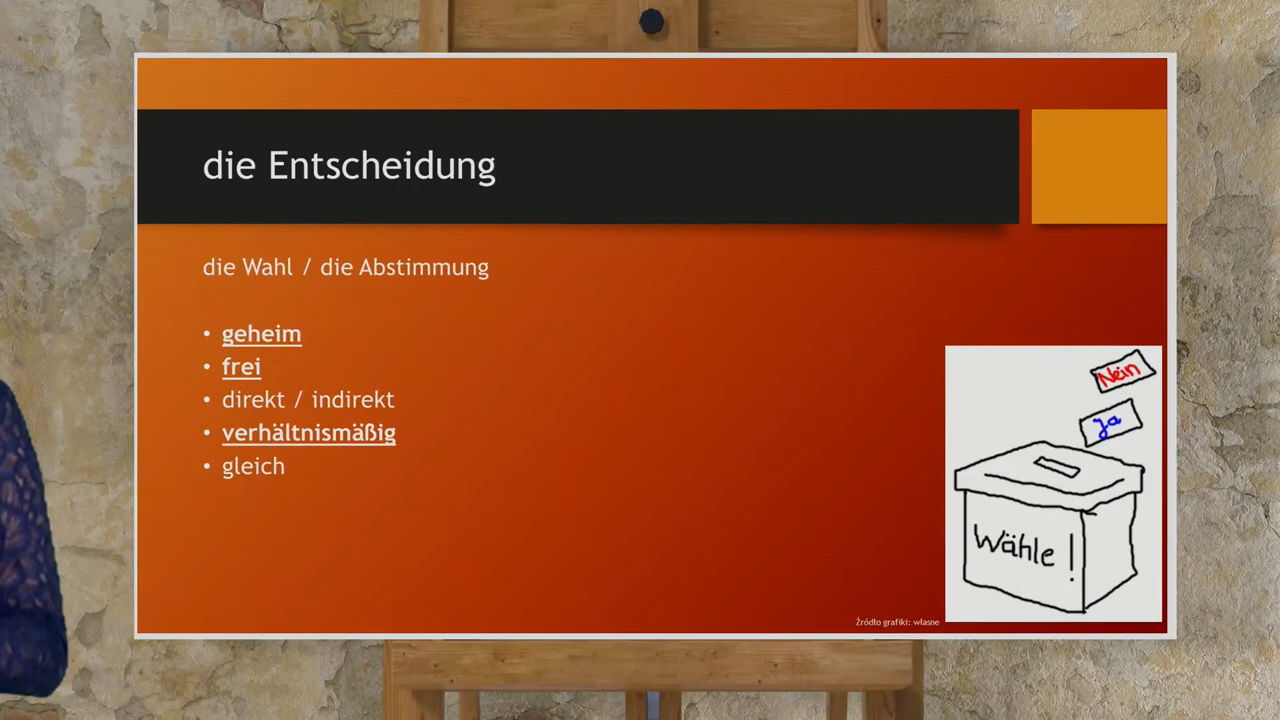 die Entscheidung
die Wahl / die Abstimmung
• geheim
• frei
• direkt / indirekt
• verhältnismäßig
• gleich
Nein
Ja
Wähle !
Źródło grafiki: własne